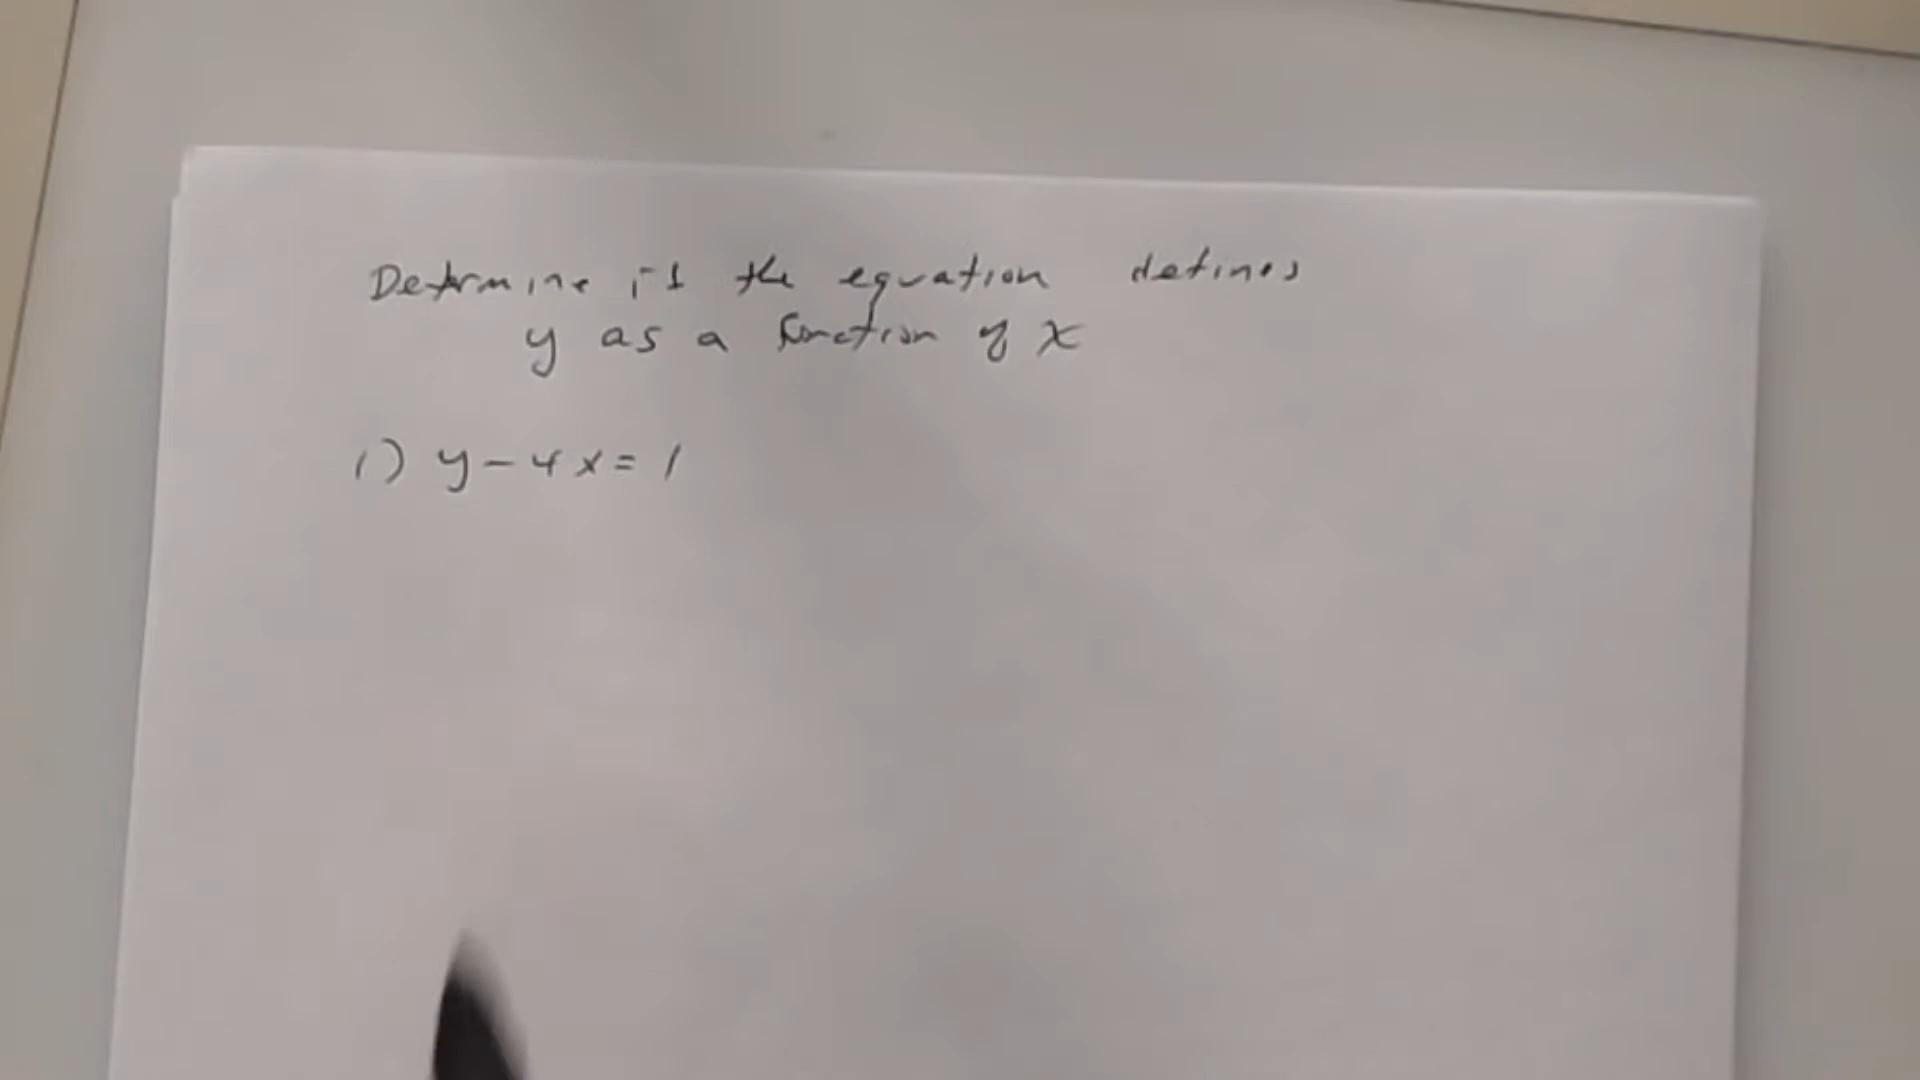 Determine if the equation defines
y as a function of x
1) y - 4x = 1